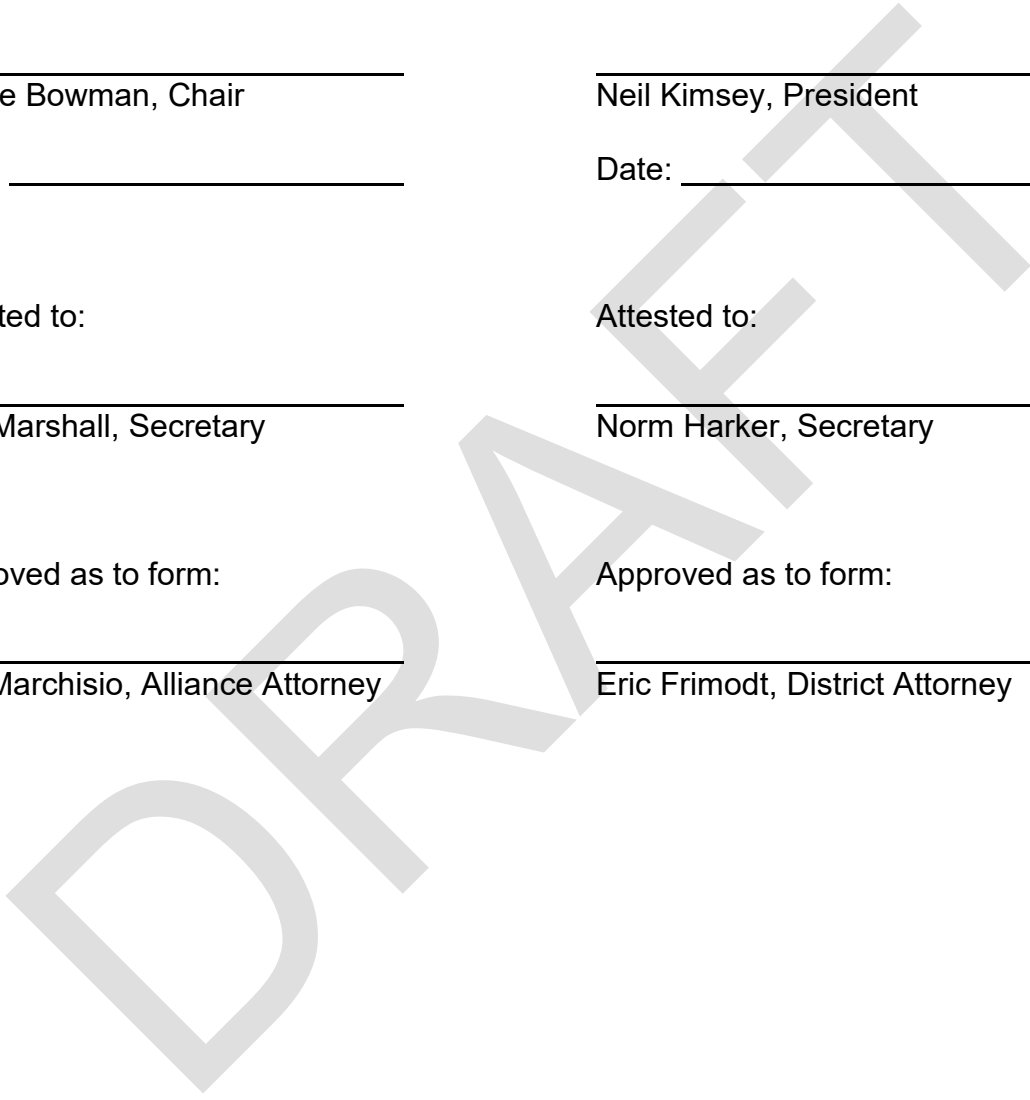 e Bowman, Chair
Neil Kimsey, President
Date:
ted to:
Attested to:
Marshall, Secretary
Norm Harker, Secretary
oved as to form:
Approved as to form:
Marchisio, Alliance Attorney
Eric Frimodt, District Attorney
DRAFT